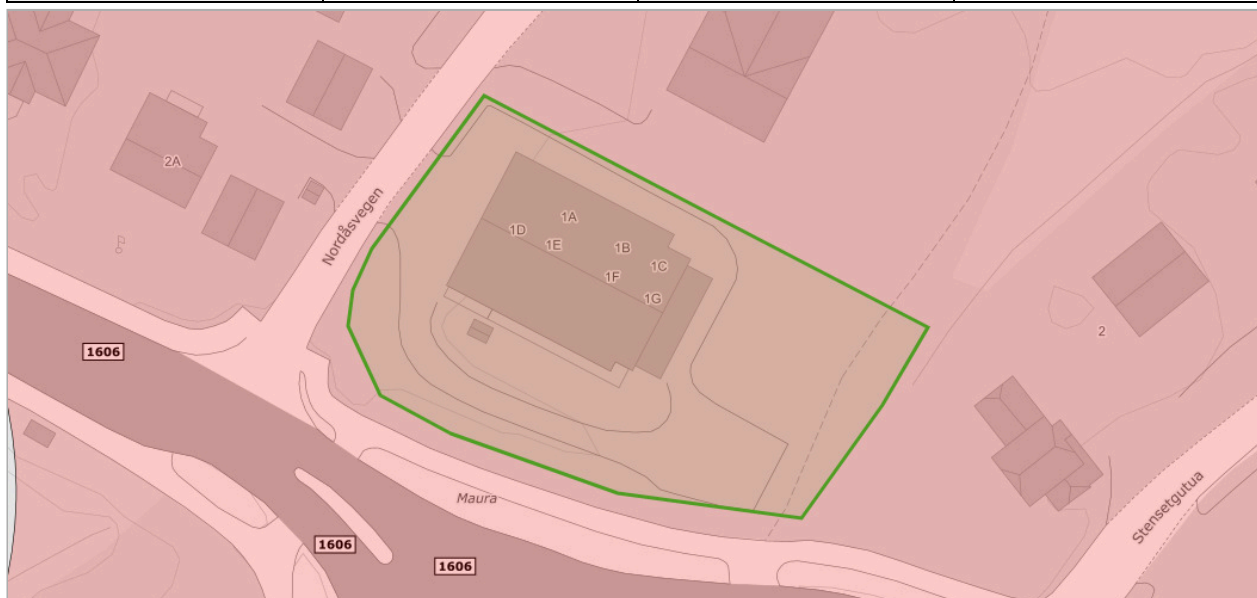 2A
Nordåsvegen
1A
1D
1E
1B
1C
1F
1G
2
1606
Maura
Stensetgutua
1606
1606